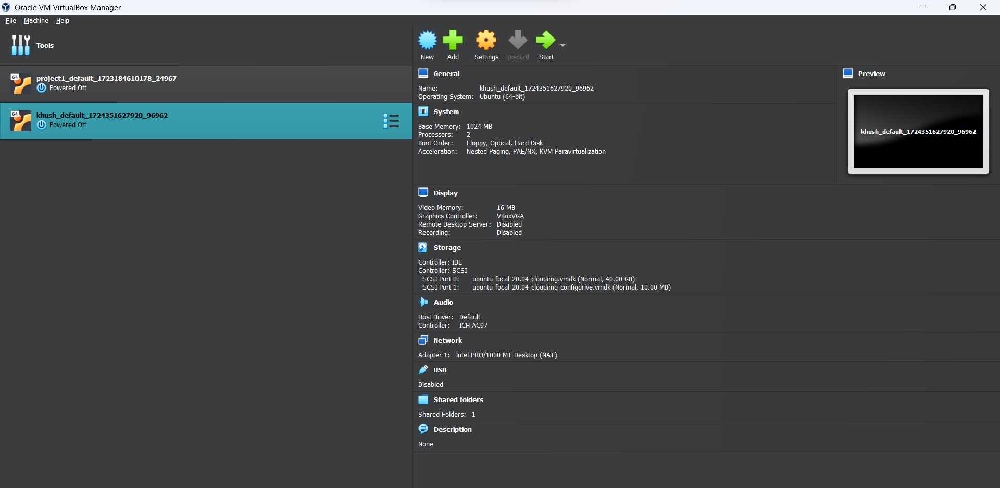 Oracle VM VirtualBox Manager
File Machine Help
Tools
New Add Settings Discard Start
64
project1_default_1723184610178_24967
Powered Off
64
khush_default_1724351627920_96962
Powered Off
General
Name: khush_default_1724351627920_96962
Operating System: Ubuntu (64-bit)
System
Base Memory: 1024 MB
Processors: 2
Boot Order: Floppy, Optical, Hard Disk
Acceleration: Nested Paging, PAE/NX, KVM Paravirtualization
Preview
khush_default_1724351627920_96962
Display
Video Memory: 16 MB
Graphics Controller: VBoxVGA
Remote Desktop Server: Disabled
Recording: Disabled
Storage
Controller: IDE
Controller: SCSI
SCSI Port 0: ubuntu-focal-20.04-cloudimg.vmdk (Normal, 40.00 GB)
SCSI Port 1: ubuntu-focal-20.04-cloudimg-configdrive.vmdk (Normal, 10.00 MB)
Audio
Host Driver: Default
Controller: ICH AC97
Network
Adapter 1: Intel PRO/1000 MT Desktop (NAT)
USB
Disabled
Shared folders
Shared Folders: 1
Description
None